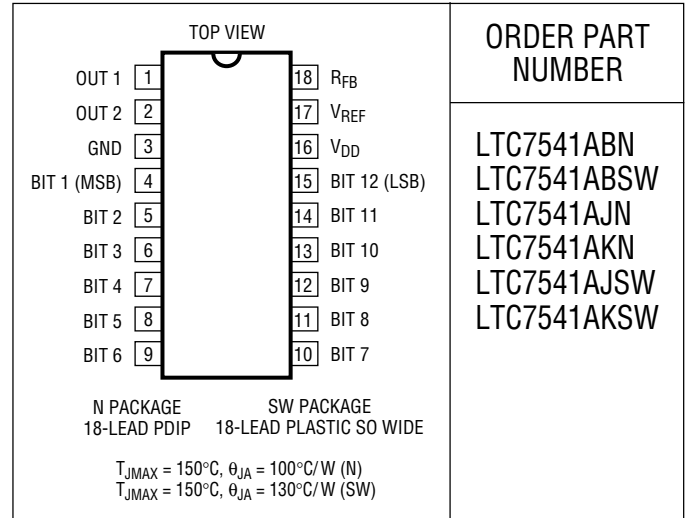 TOP VIEW
OUT 1 1
OUT 2 2
GND 3
BIT 1 (MSB) 4
BIT 2 5
BIT 3 6
BIT 4 7
BIT 5 8
BIT 6 9
18 RFB
17 VREF
16 VDD
15 BIT 12 (LSB)
14 BIT 11
13 BIT 10
12 BIT 9
11 BIT 8
10 BIT 7
N PACKAGE
18-LEAD PDIP
SW PACKAGE
18-LEAD PLASTIC SO WIDE
TJMAX = 150°C, θJA = 100°C/W (N)
TJMAX = 150°C, θJA = 130°C/W (SW)
ORDER PART
NUMBER
LTC7541ABN
LTC7541ABSW
LTC7541AJN
LTC7541AKN
LTC7541AJSW
LTC7541AKSW